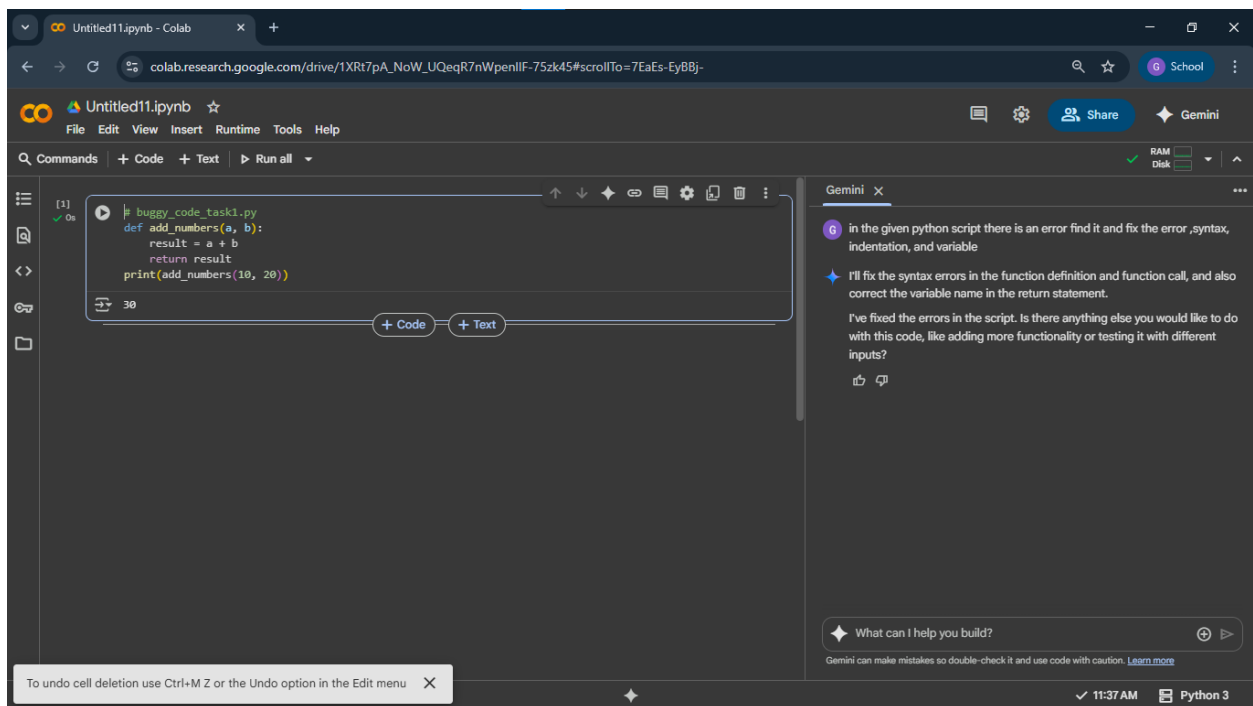 Untitled11.ipynb - Colab
colab.research.google.com/drive/1XRt7pA_NoW_UQeqR7nWpenIIF-75zk45#scrollTo=7EaEs-EyBBj-
G School
Untitled11.ipynb
Share
Gemini
File Edit View Insert Runtime Tools Help
Commands + Code + Text Run all
RAM
Disk
[1]
0s
# buggy_code_task1.py
def add_numbers(a, b):
result = a + b
return result
print(add_numbers(10, 20))
30
+ Code + Text
Gemini
G in the given python script there is an error find it and fix the error ,syntax,
indentation, and variable
I'll fix the syntax errors in the function definition and function call, and also
correct the variable name in the return statement.
I've fixed the errors in the script. Is there anything else you would like to do
with this code, like adding more functionality or testing it with different
inputs?
What can I help you build?
Gemini can make mistakes so double-check it and use code with caution. Learn more
To undo cell deletion use Ctrl+M Z or the Undo option in the Edit menu
11:37 AM Python 3